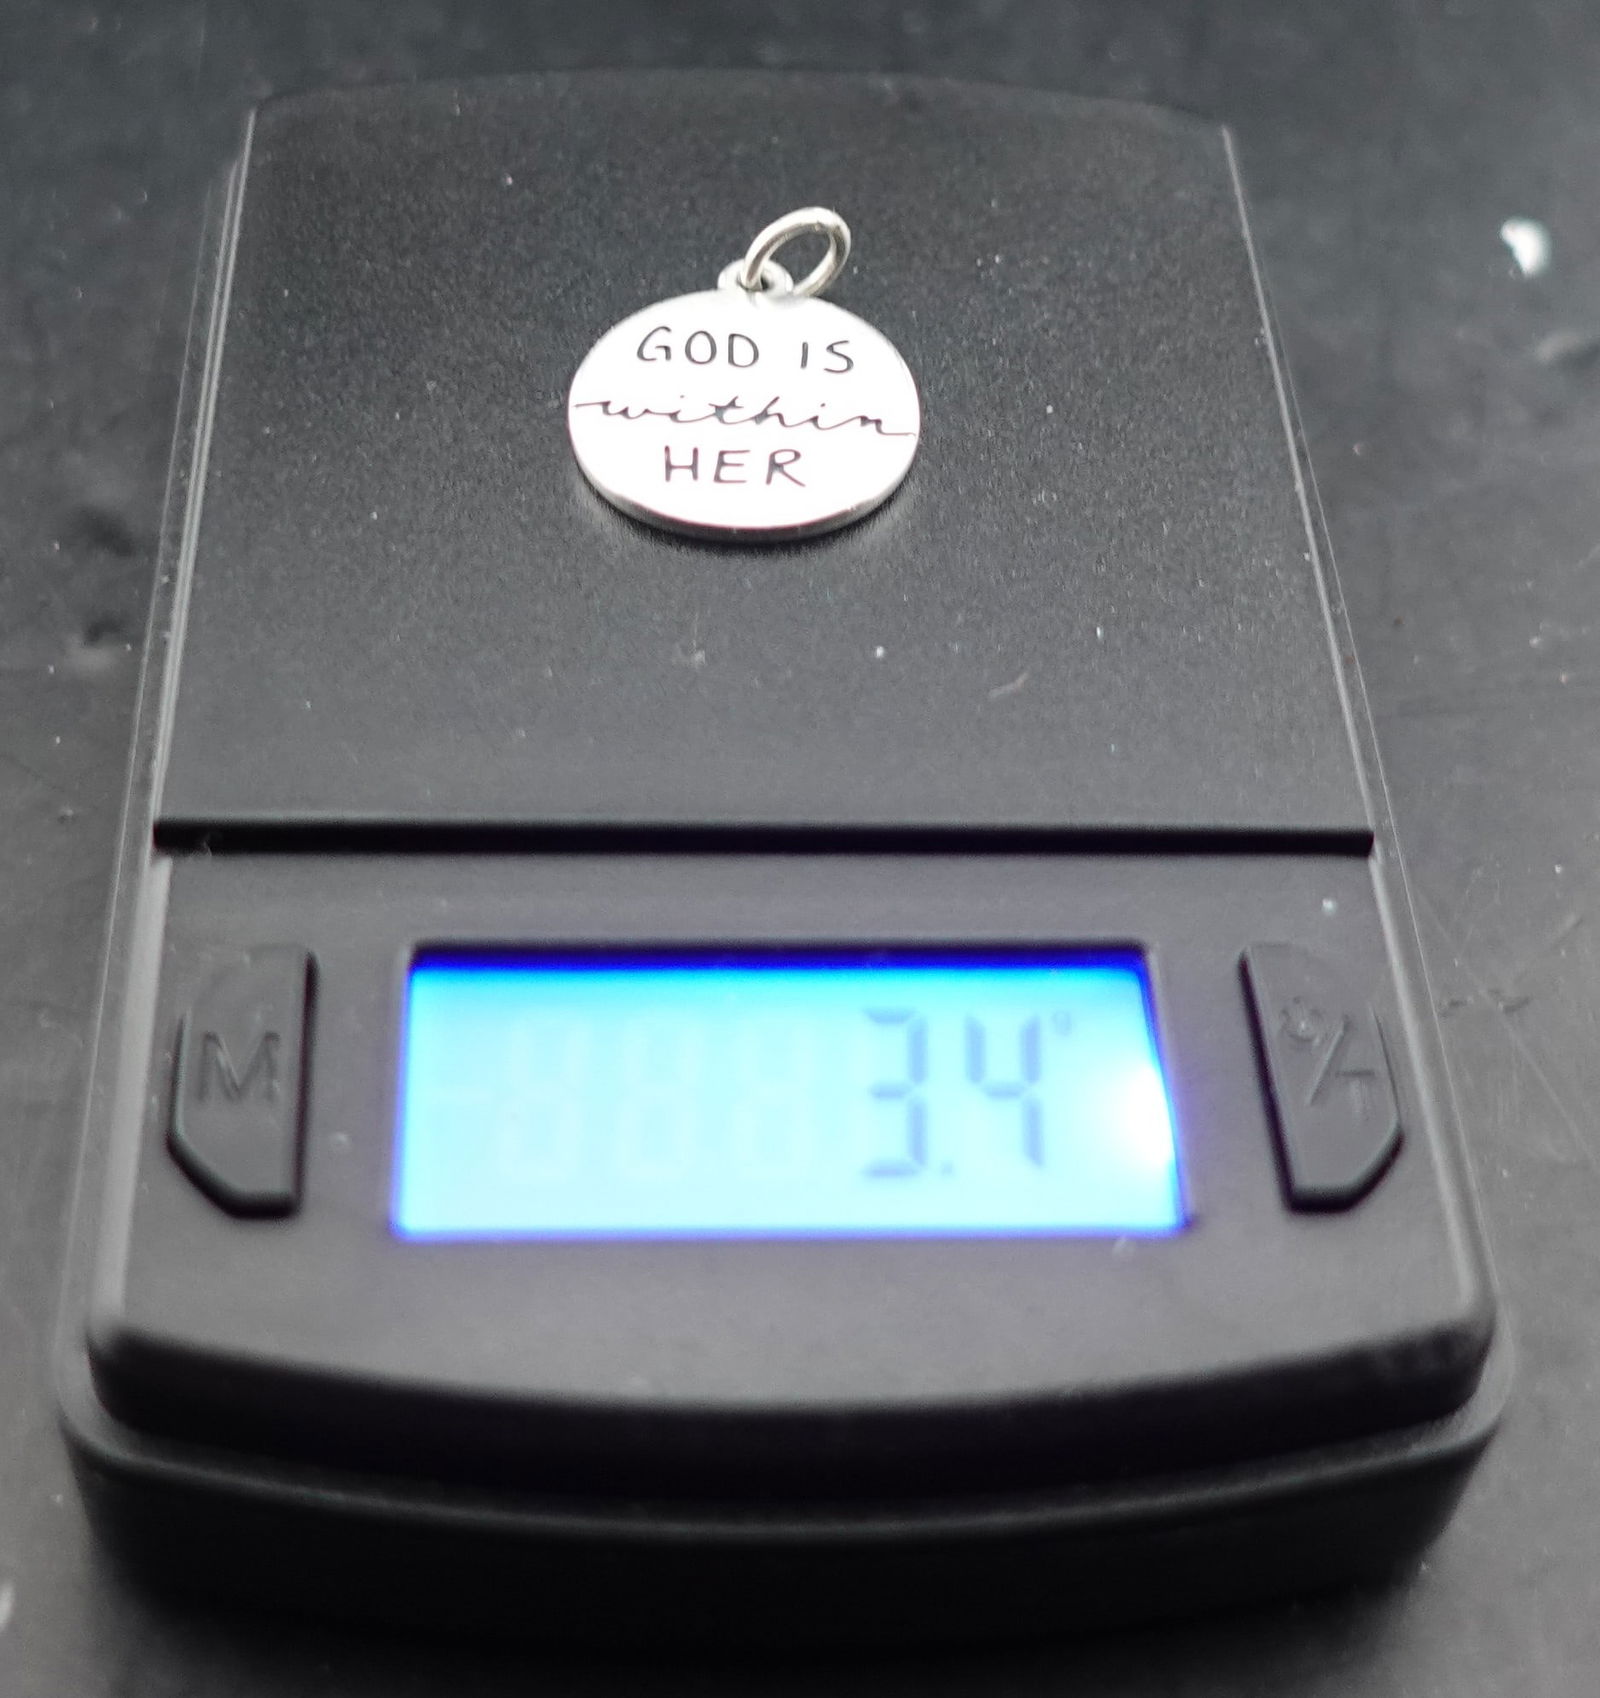 GOD IS
within
HER
M
3.4 g
O/T